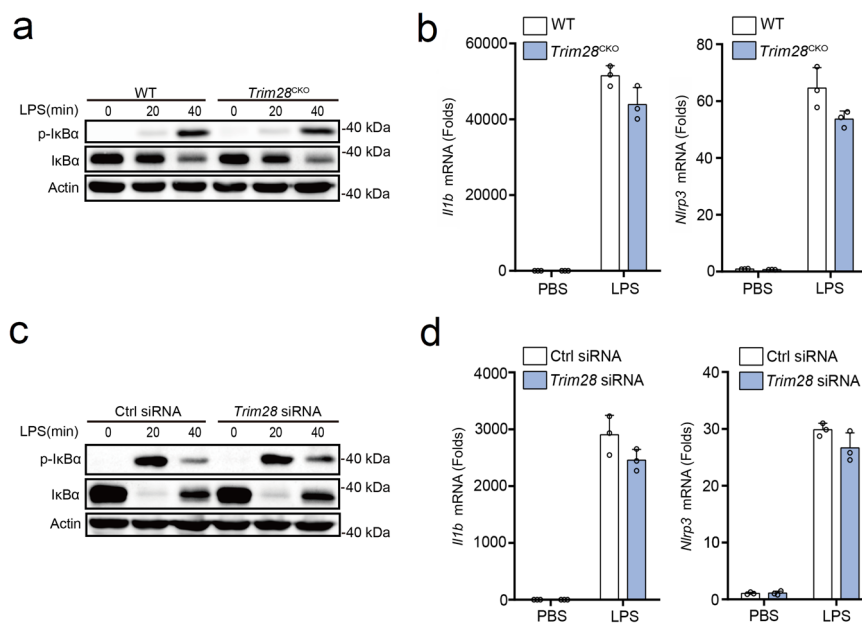 a
WT Trim28CKO
LPS(min) 0 20 40 0 20 40
p-IκBα -40 kDa
IκBα -40 kDa
Actin -40 kDa
b
WT
Trim28CKO
Il1b mRNA (Folds)
60000
40000
20000
0
PBS LPS
WT
Trim28CKO
Nlrp3 mRNA (Folds)
80
60
40
20
0
PBS LPS
c
Ctrl siRNA Trim28 siRNA
LPS(min) 0 20 40 0 20 40
p-IκBα -40 kDa
IκBα -40 kDa
Actin -40 kDa
d
Ctrl siRNA
Trim28 siRNA
Il1b mRNA (Folds)
4000
3000
2000
1000
0
PBS LPS
Ctrl siRNA
Trim28 siRNA
Nlrp3 mRNA (Folds)
40
30
20
10
0
PBS LPS